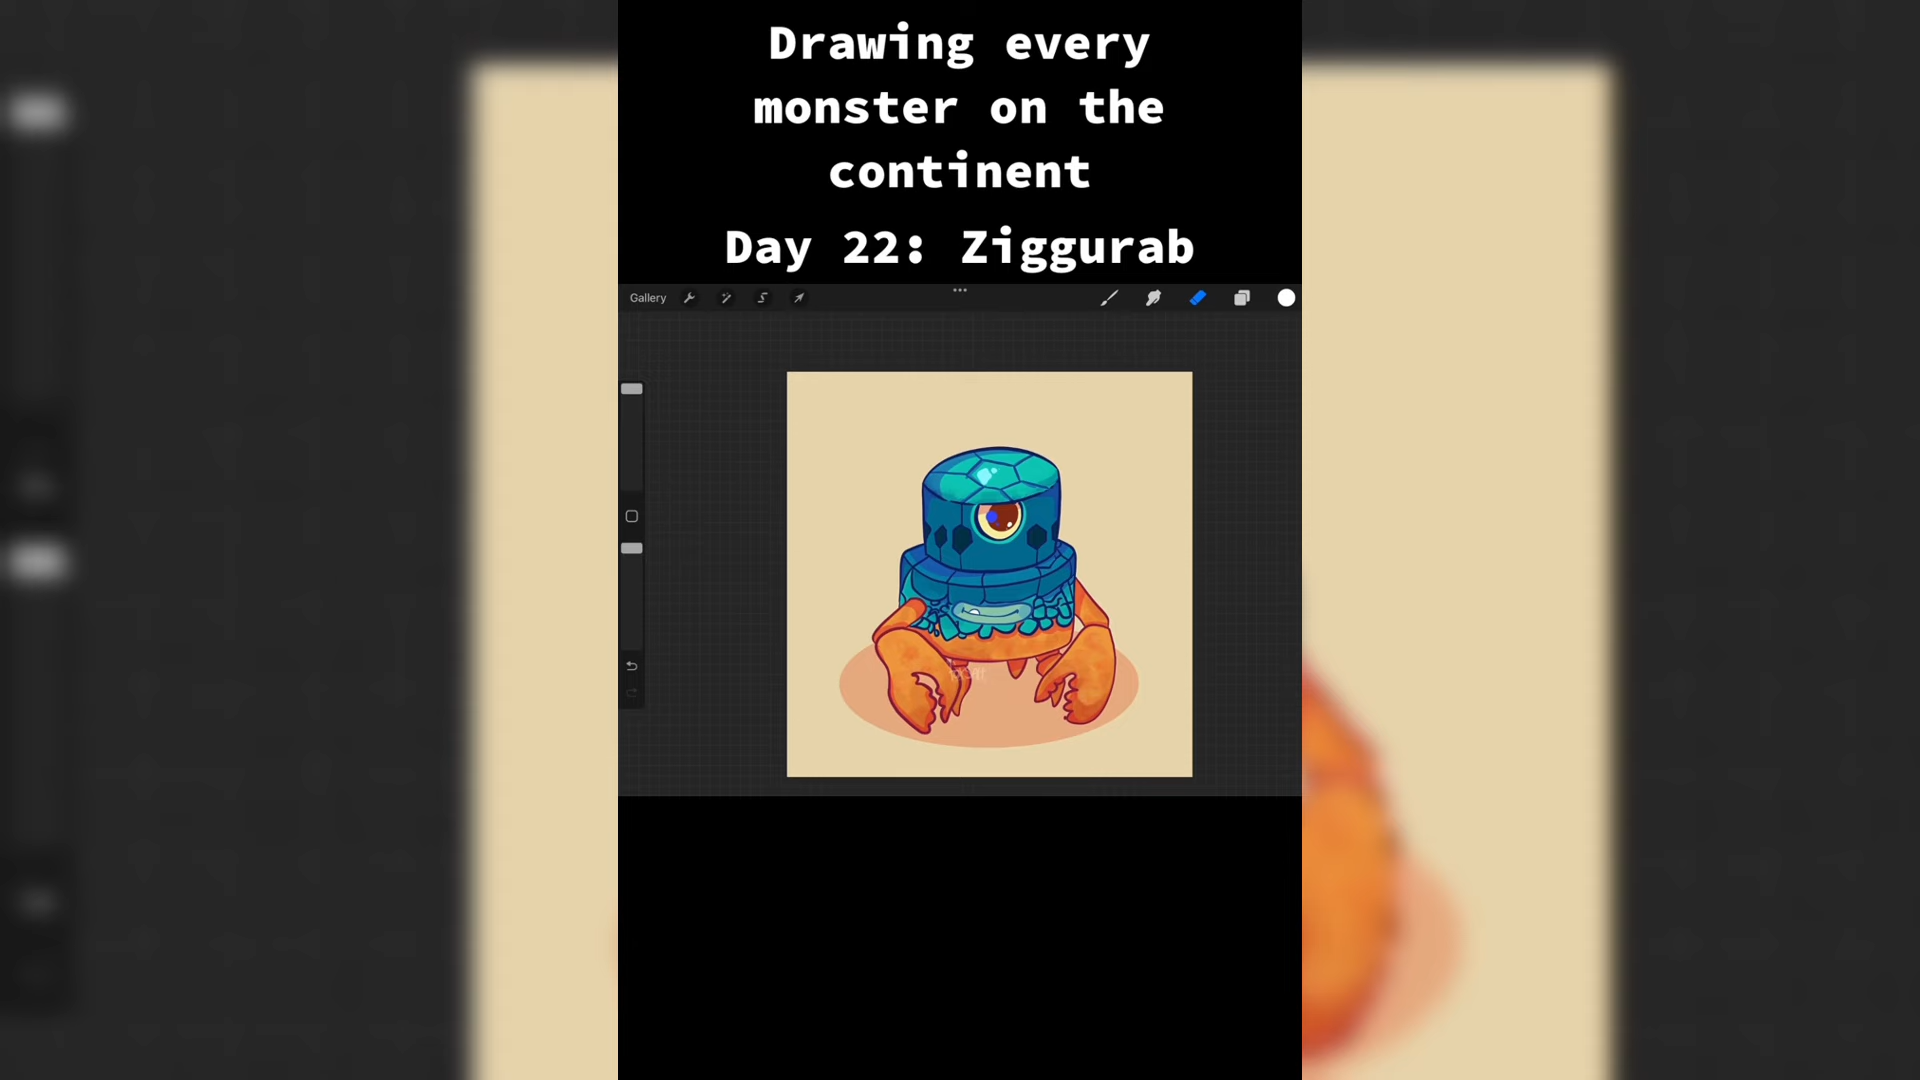 Drawing every
monster on the
continent
Day 22: Ziggurab
Gallery